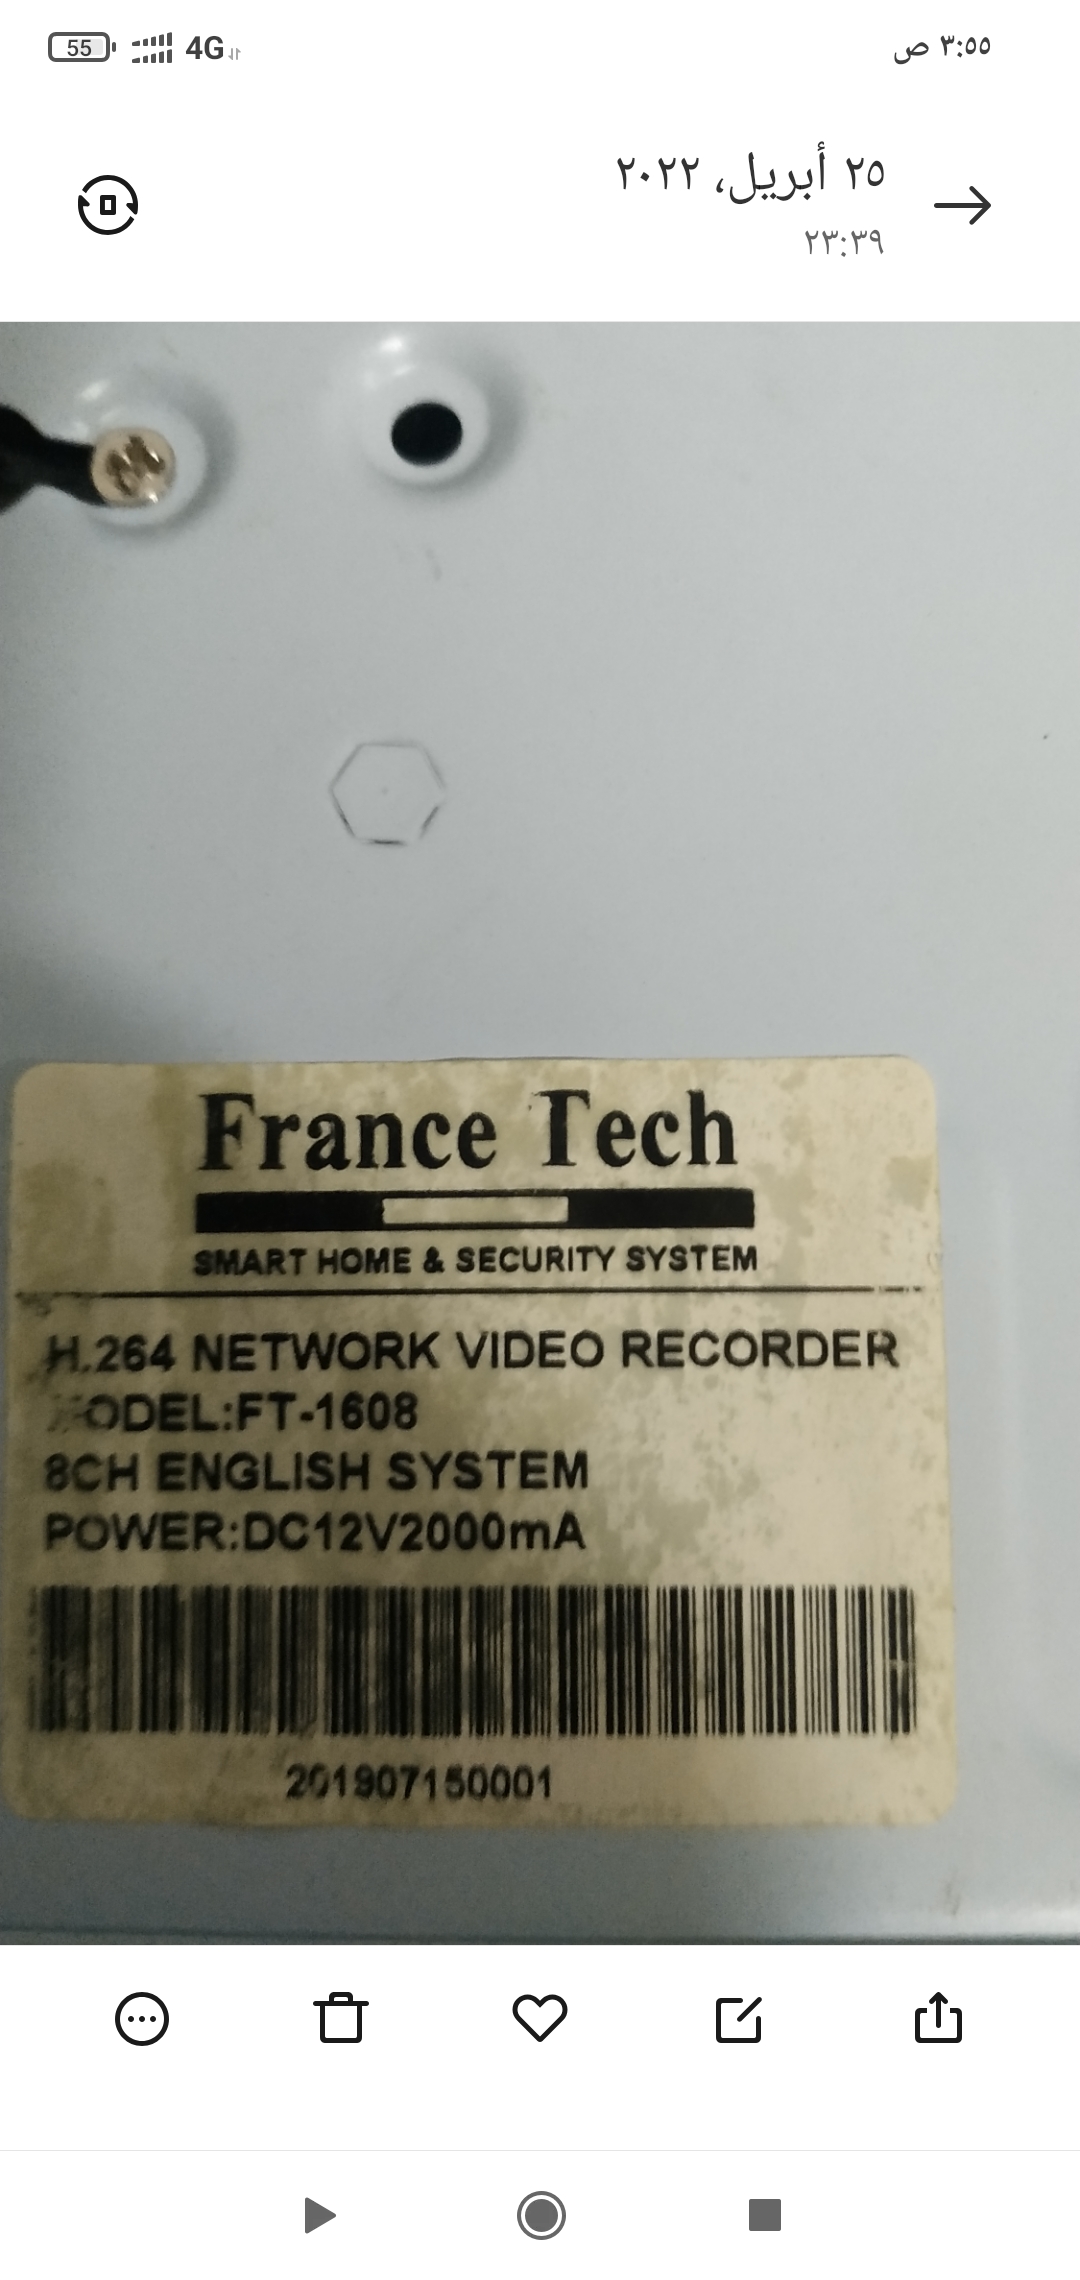 55 4G ٣:٥٥ ص
٢٥ أبريل، ٢٠٢٢
٢٣:٣٩
France Tech
SMART HOME & SECURITY SYSTEM
H.264 NETWORK VIDEO RECORDER
MODEL:FT-1608
8CH ENGLISH SYSTEM
POWER:DC12V2000mA
201907150001